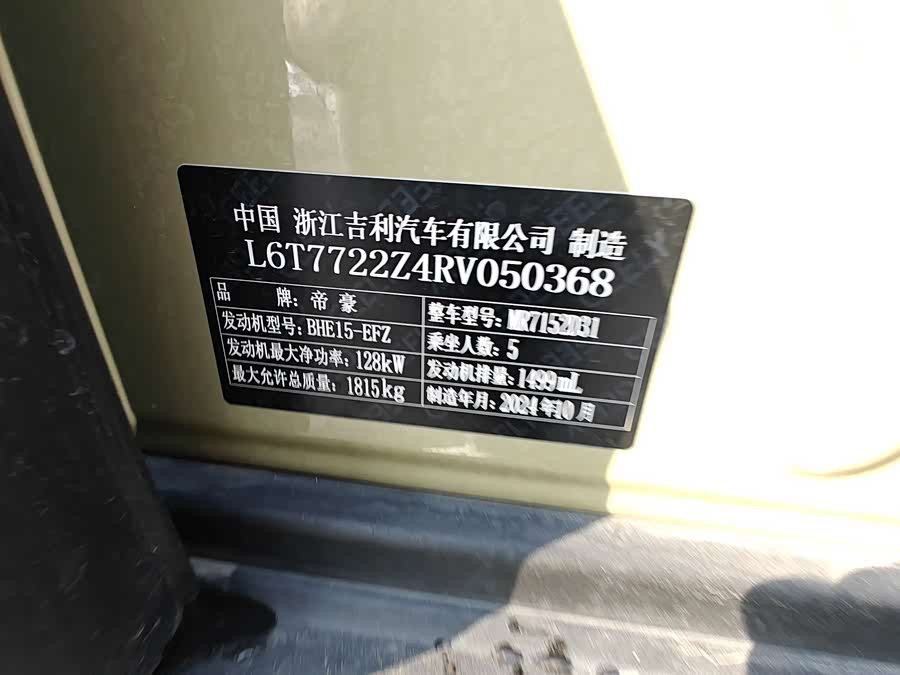 中国 浙江吉利汽车有限公司 制造
L6T7722Z4RV050368
品 牌: 帝豪 整车型号: MR7152D31
发动机型号: BHE15-EFZ 乘坐人数: 5
发动机最大净功率: 128kW 发动机排量: 1499mL
最大允许总质量: 1815kg 制造年月: 2024年10月